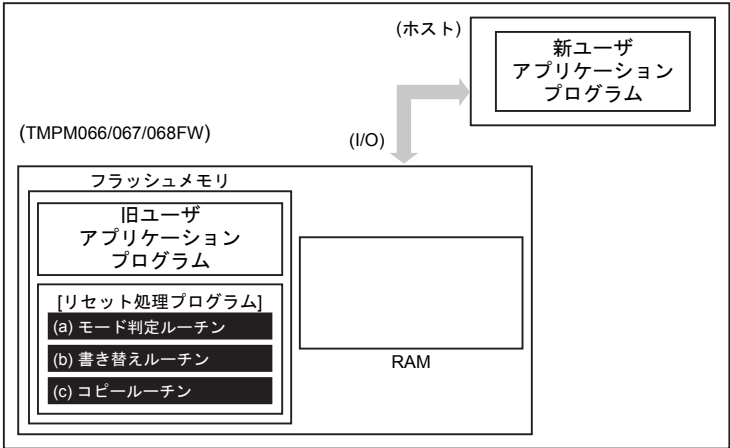 (ホスト)
新ユーザ
アプリケーション
プログラム
(TMPM066/067/068FW)
(I/O)
フラッシュメモリ
旧ユーザ
アプリケーション
プログラム
[リセット処理プログラム]
(a) モード判定ルーチン
(b) 書き替えルーチン
(c) コピールーチン
RAM